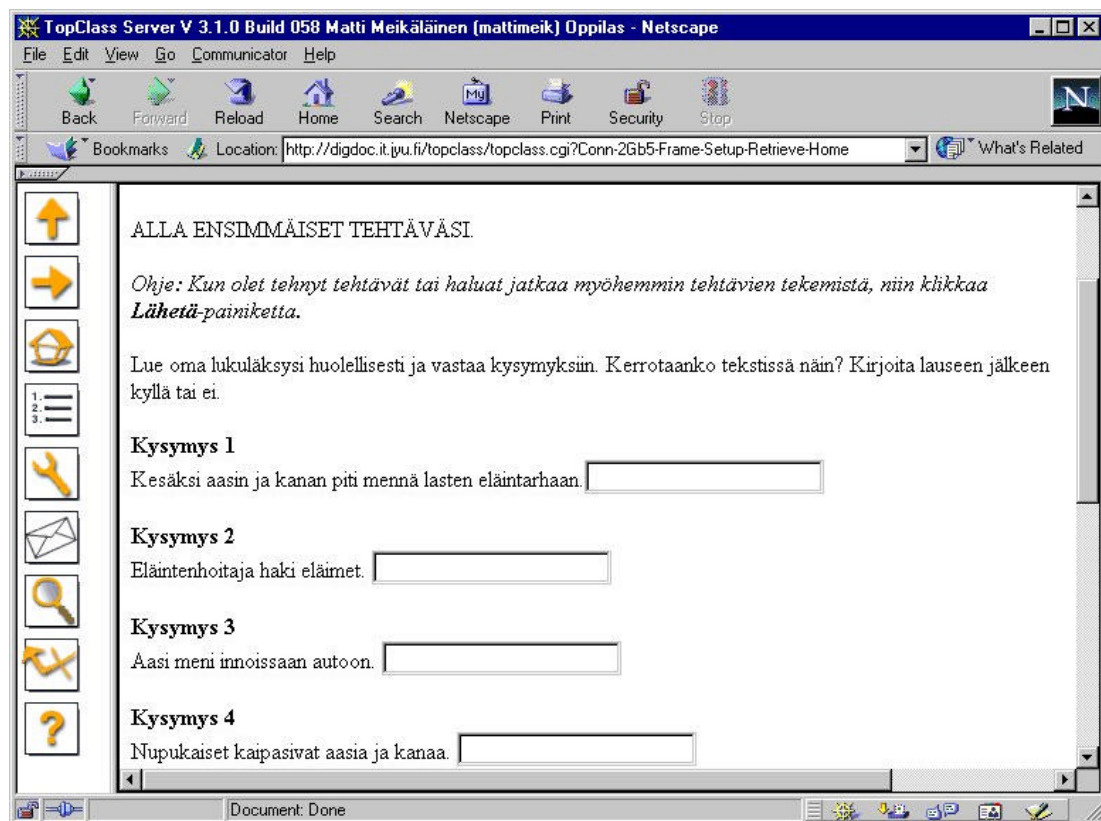 TopClass Server V 3.1.0 Build 058 Matti Meikäläinen (mattimeik) Oppilas - Netscape
File Edit View Go Communicator Help
Back Forward Reload Home Search Netscape Print Security Stop
My
N
Bookmarks Location: http://digdoc.it.jyu.fi/topclass/topclass.cgi?Conn-2Gb5-Frame-Setup-Retrieve-Home What's Related
ALLA ENSIMMÄISET TEHTÄVÄSI.
Ohje: Kun olet tehnyt tehtävät tai haluat jatkaa myöhemmin tehtävien tekemistä, niin klikkaa
Lähetä-painiketta.
Lue oma lukuläksysi huolellisesti ja vastaa kysymyksiin. Kerrotaanko tekstissä näin? Kirjoita lauseen jälkeen
kyllä tai ei.
1.
2.
3.
Kysymys 1
Kesäksi aasin ja kanan piti mennä lasten eläintarhaan.
Kysymys 2
Eläintenhoitaja haki eläimet.
Kysymys 3
Aasi meni innoissaan autoon.
?
Kysymys 4
Nupukaiset kaipasivat aasia ja kanaa.
Document: Done